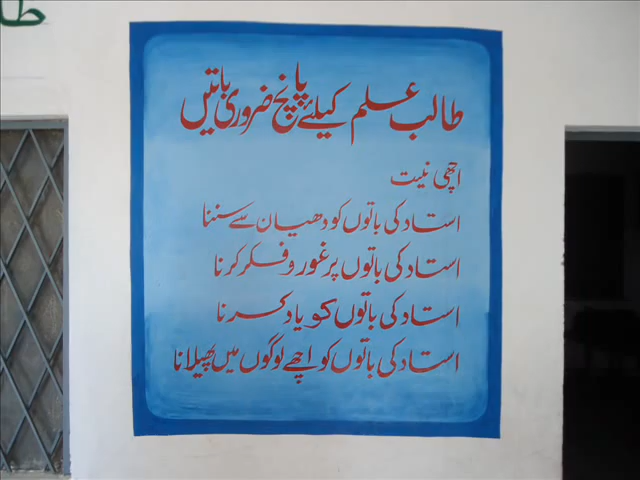 طالب علم کیلئے پانچ ضروری باتیں
اچھی نیت
استاد کی باتوں کو دھیان سے سننا
استاد کی باتوں پر غور و فکر کرنا
استاد کی باتوں کو یاد کرنا
استاد کی باتوں کو اچھے لوگوں میں پھیلانا